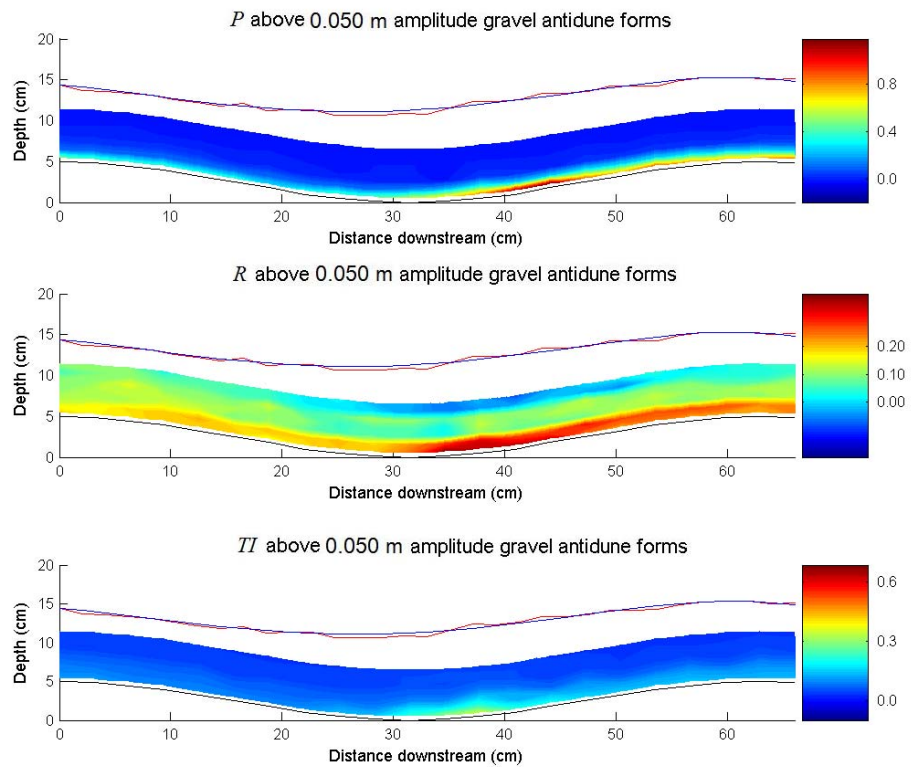 P above 0.050 m amplitude gravel antidune forms
20
15
10
5
0
Depth (cm)
0 10 20 30 40 50 60
Distance downstream (cm)
0.8
0.4
0.0
R above 0.050 m amplitude gravel antidune forms
20
15
10
5
0
Depth (cm)
0 10 20 30 40 50 60
Distance downstream (cm)
0.20
0.10
0.00
TI above 0.050 m amplitude gravel antidune forms
20
15
10
5
0
Depth (cm)
0 10 20 30 40 50 60
Distance downstream (cm)
0.6
0.3
0.0